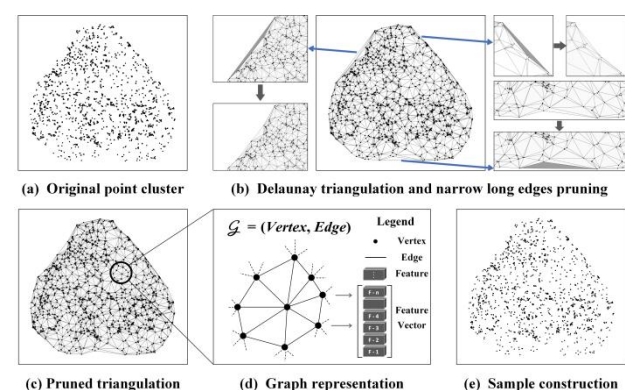 (a) Original point cluster
(b) Delaunay triangulation and narrow long edges pruning
𝒢 = (Vertex, Edge)
Legend
Vertex
Edge
Feature
F - n
F - 4
F - 3
F - 2
F - 1
Feature
Vector
(c) Pruned triangulation
(d) Graph representation
(e) Sample construction